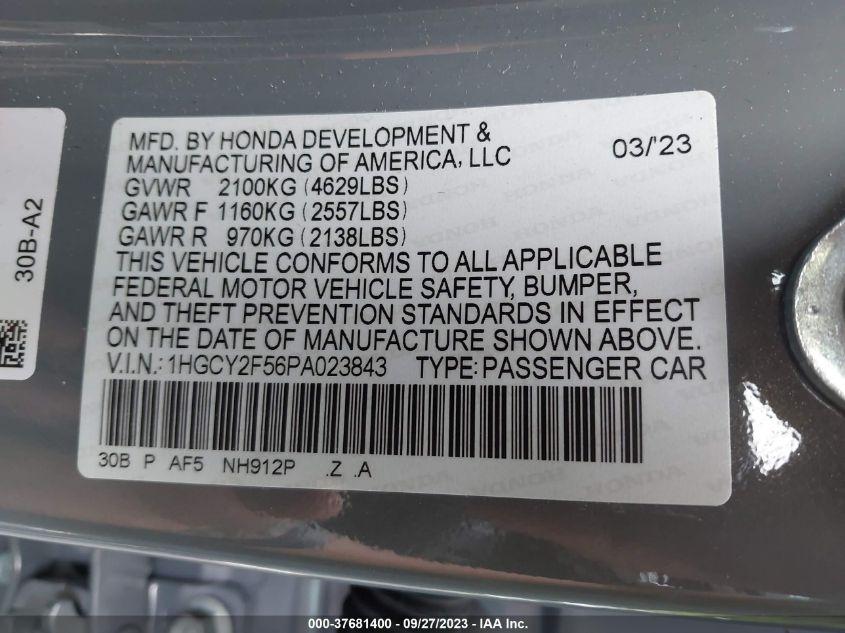 MFD. BY HONDA DEVELOPMENT &
MANUFACTURING OF AMERICA, LLC 03/'23
GVWR 2100KG (4629LBS)
GAWR F 1160KG (2557LBS)
GAWR R 970KG (2138LBS)
THIS VEHICLE CONFORMS TO ALL APPLICABLE
FEDERAL MOTOR VEHICLE SAFETY, BUMPER,
AND THEFT PREVENTION STANDARDS IN EFFECT
ON THE DATE OF MANUFACTURE SHOWN ABOVE.
V.I.N.: 1HGCY2F56PA023843 TYPE: PASSENGER CAR
30B P AF5 NH912P .Z .A
30B-A2
000-37681400 - 09/27/2023 - IAA Inc.